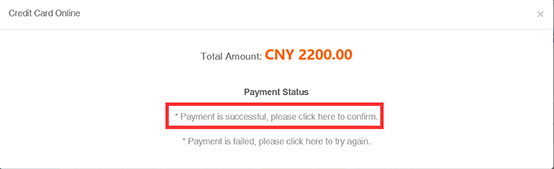 Credit Card Online
Total Amount: CNY 2200.00
Payment Status
* Payment is successful, please click here to confirm.
* Payment is failed, please click here to try again.